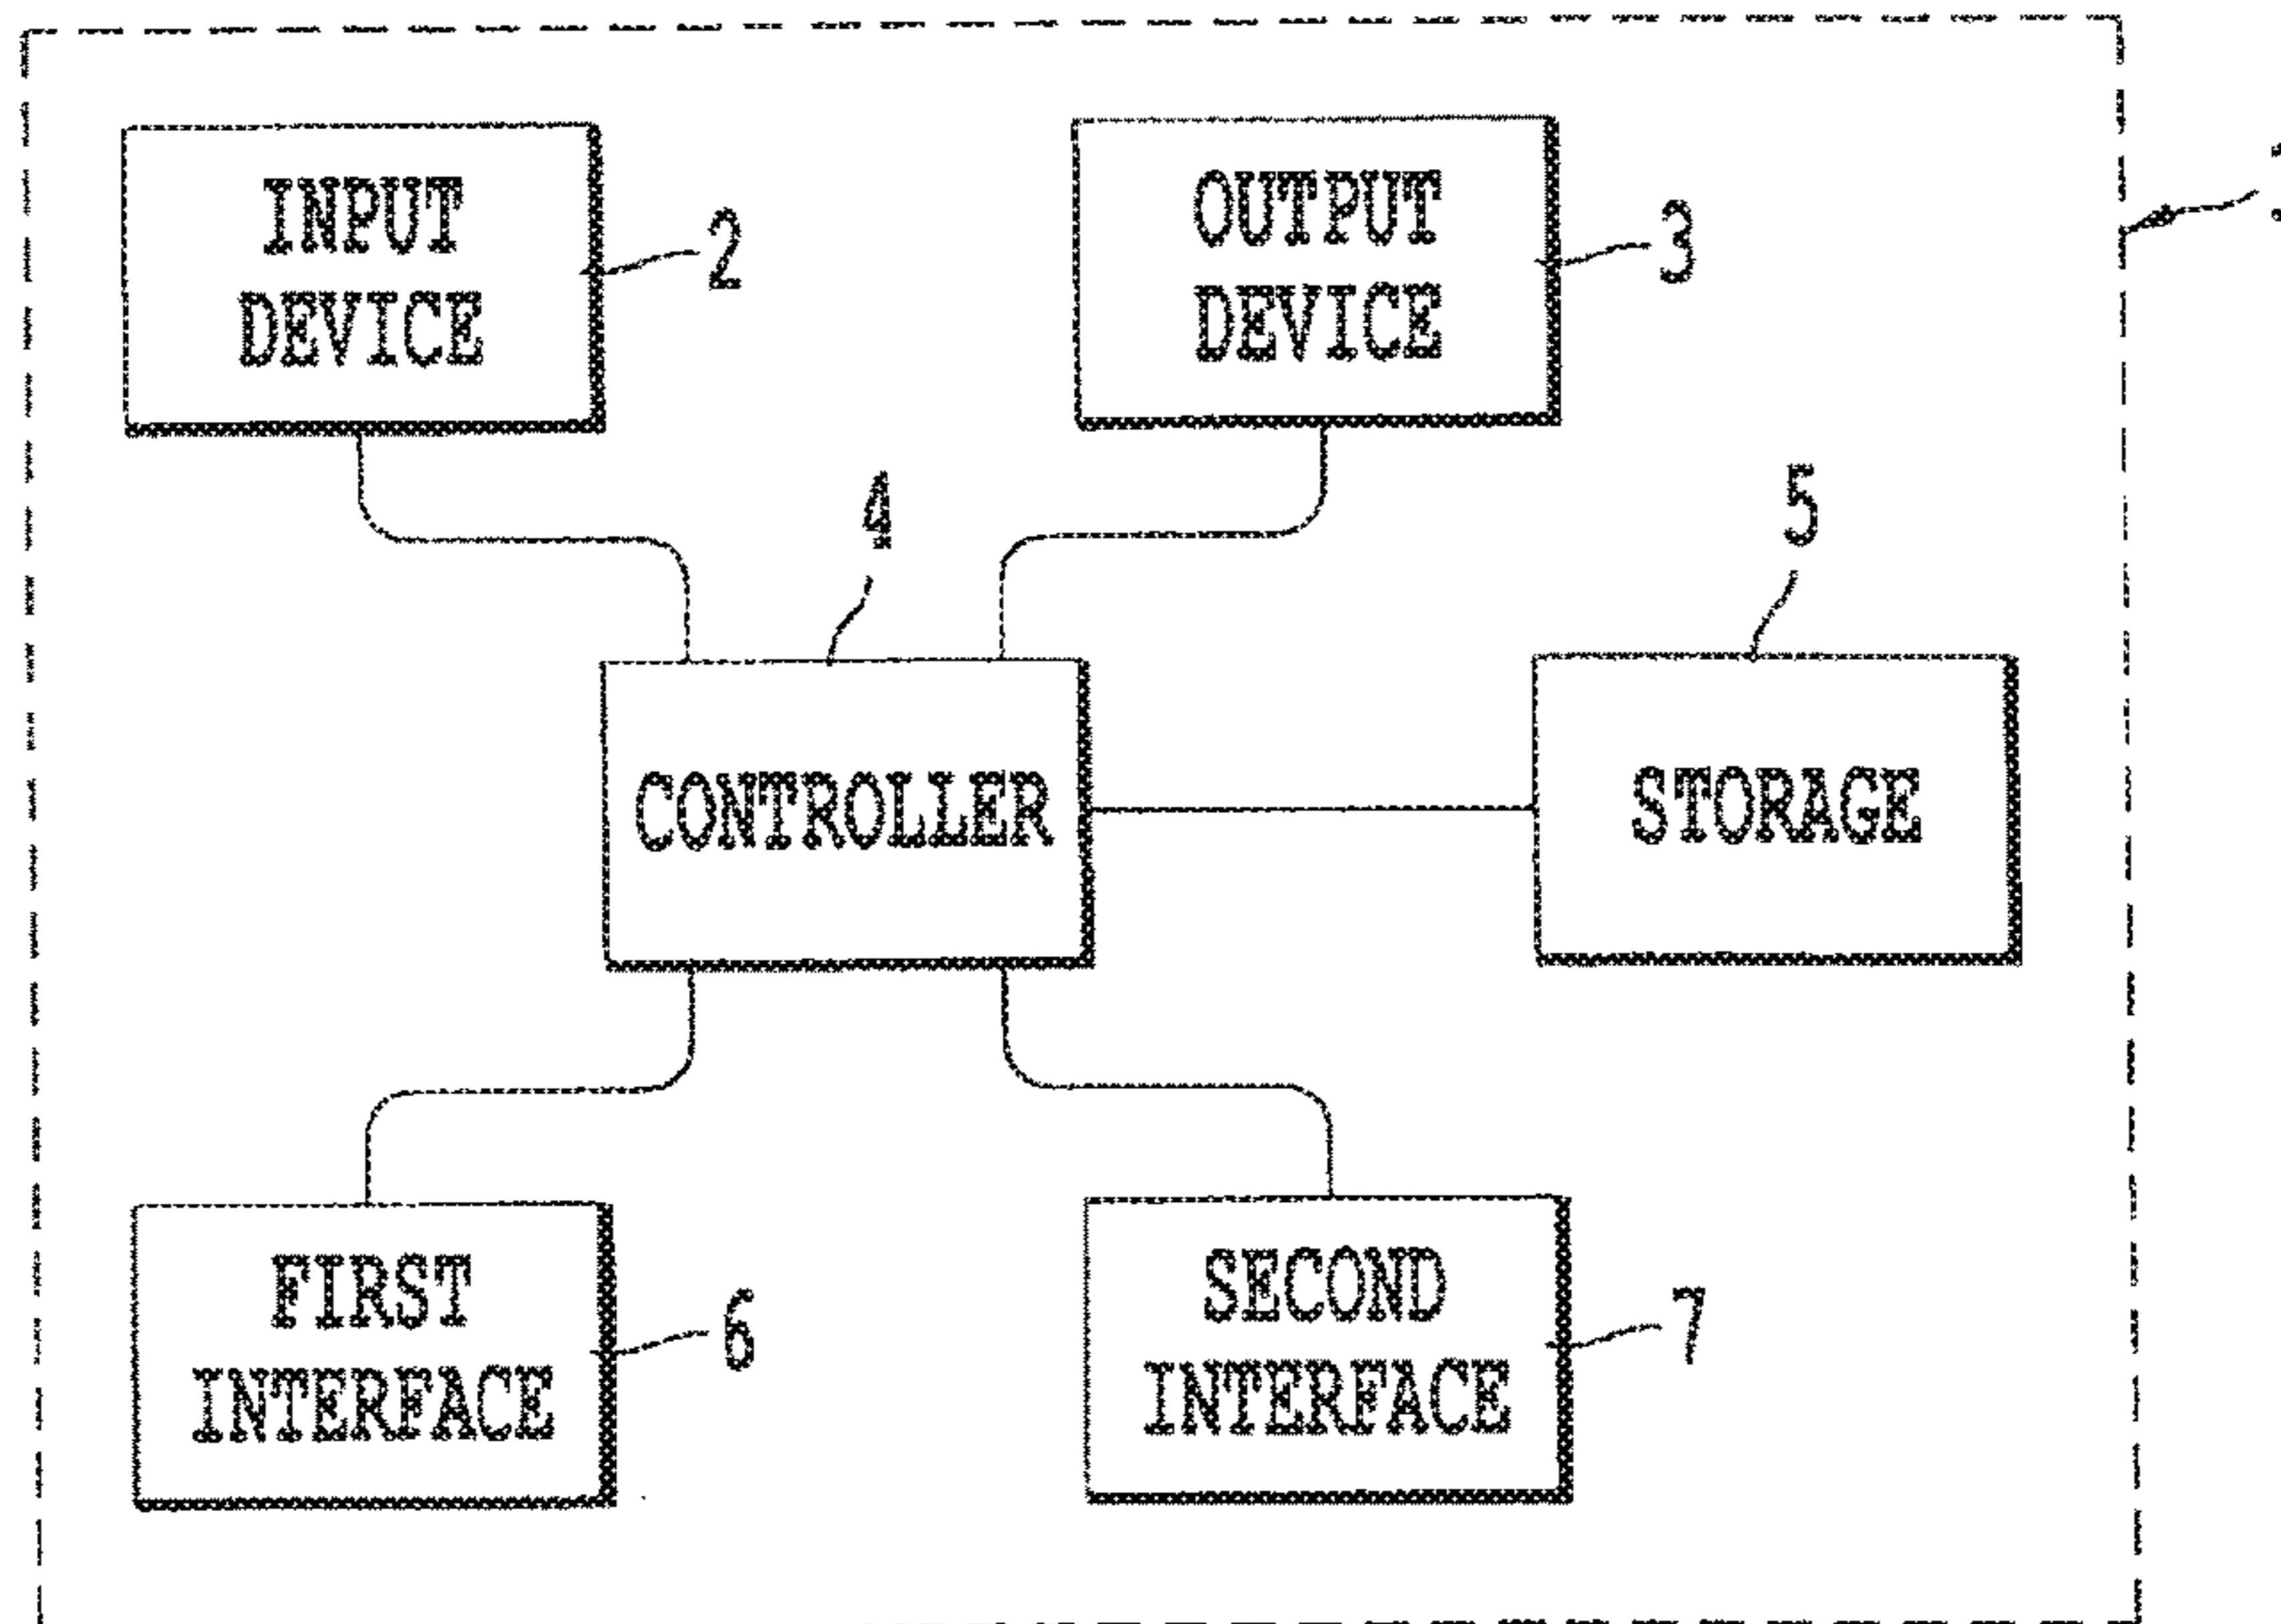 INPUT
DEVICE
2
OUTPUT
DEVICE
3
4
5
CONTROLLER
STORAGE
FIRST
INTERFACE
6
SECOND
INTERFACE
7